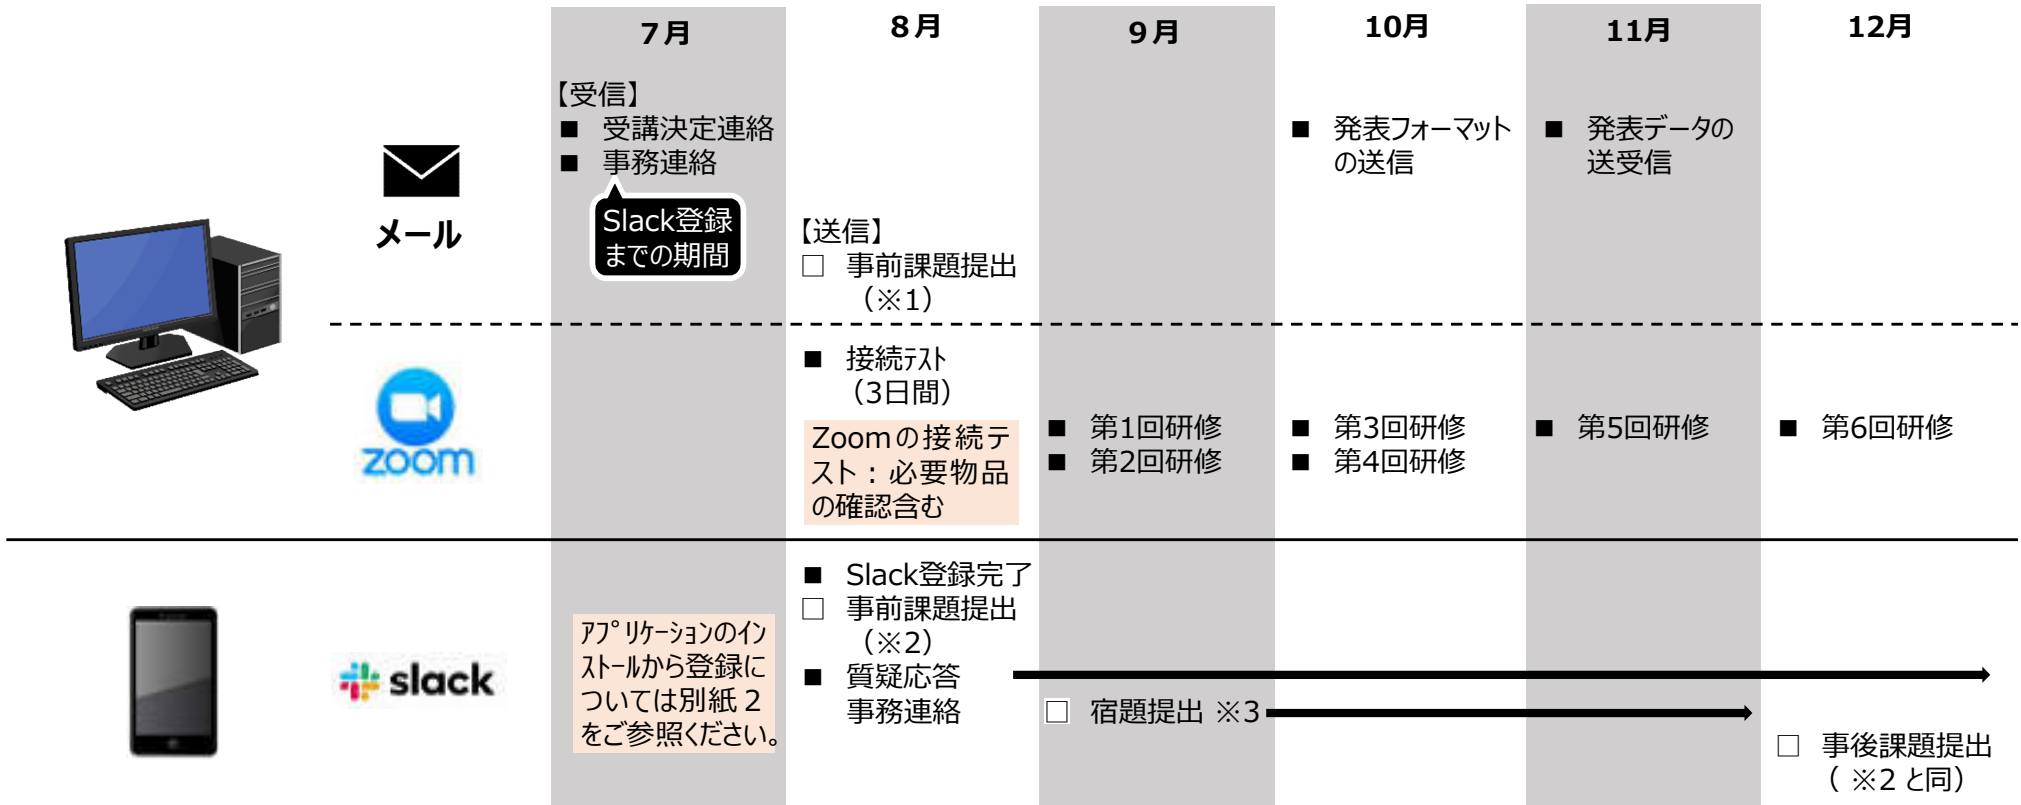 7月
8月
9月
10月
11月
12月
【受信】
■ 受講決定連絡
■ 事務連絡
Slack登録
までの期間
メール
【送信】
□ 事前課題提出
（※1）
■ 発表フォーマット
の送信
■ 発表データの
送受信
zoom
■ 接続テスト
（3日間）
Zoomの接続テ
スト：必要物品
の確認含む
■ 第1回研修
■ 第2回研修
■ 第3回研修
■ 第4回研修
■ 第5回研修
■ 第6回研修
slack
アプリケーションのイン
ストールから登録に
ついては別紙２
をご参照ください。
■ Slack登録完了
□ 事前課題提出
（※2）
■ 質疑応答
事務連絡
□ 宿題提出 ※3
□ 事後課題提出
（ ※2 と同）